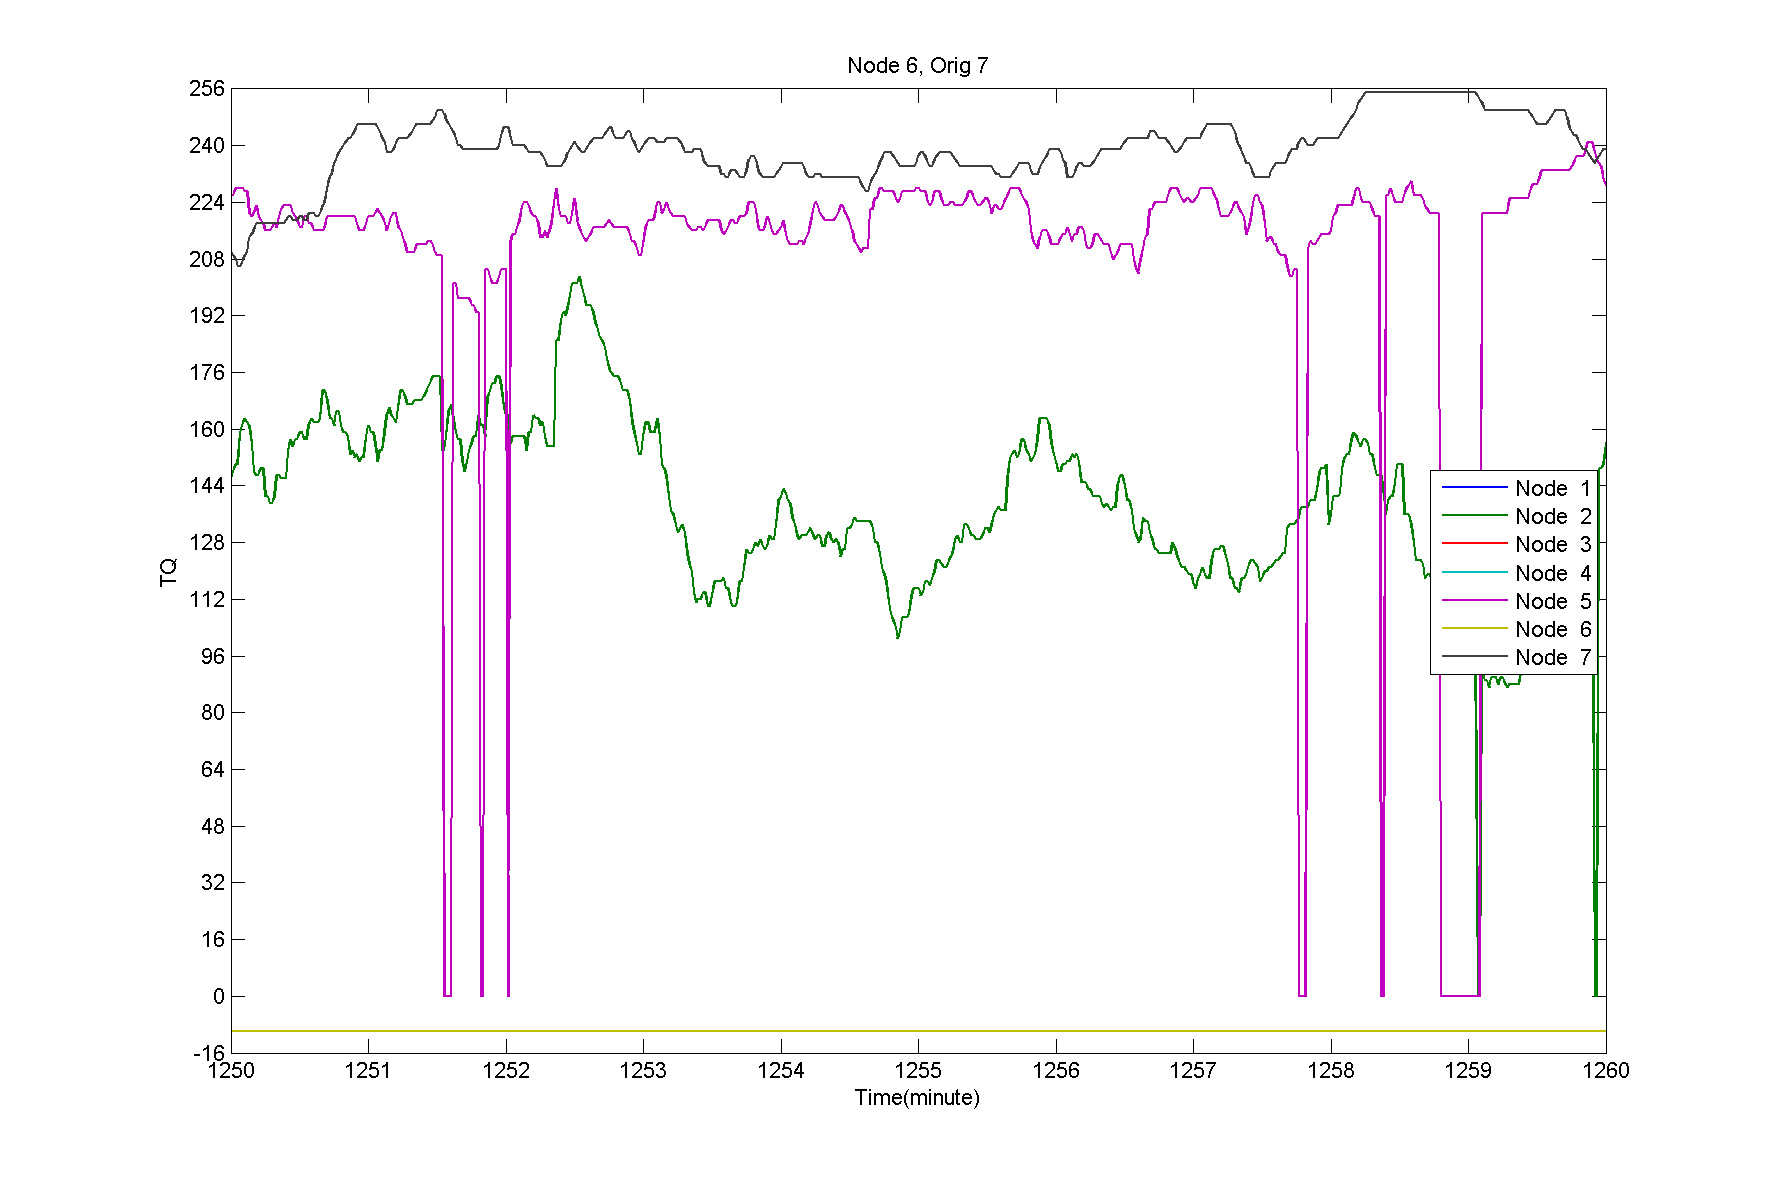 Node 6, Orig 7
256
240
224
208
192
176
160
144
128
112
96
80
64
48
32
16
0
-16
TQ
Node 1
Node 2
Node 3
Node 4
Node 5
Node 6
Node 7
1250 1251 1252 1253 1254 1255 1256 1257 1258 1259 1260
Time(minute)